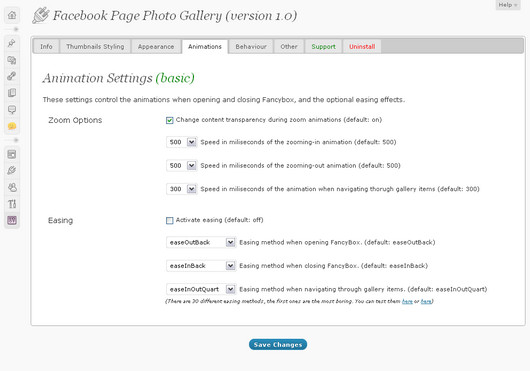 Help
Facebook Page Photo Gallery (version 1.0)
Info Thumbnails Styling Appearance Animations Behaviour Other Support Uninstall
Animation Settings (basic)
These settings control the animations when opening and closing Fancybox, and the optional easing effects.
Zoom Options
Change content transparency during zoom animations (default: on)
500 Speed in miliseconds of the zooming-in animation (default: 500)
500 Speed in miliseconds of the zooming-out animation (default: 500)
300 Speed in miliseconds of the animation when navigating thorugh gallery items (default: 300)
Easing
Activate easing (default: off)
easeOutBack Easing method when opening FancyBox. (default: easeOutBack)
easeInBack Easing method when closing FancyBox. (default: easeInBack)
easeInOutQuart Easing method when navigating through gallery items. (default: easeInOutQuart)
(There are 30 different easing methods, the first ones are the most boring. You can test them here or here)
Save Changes